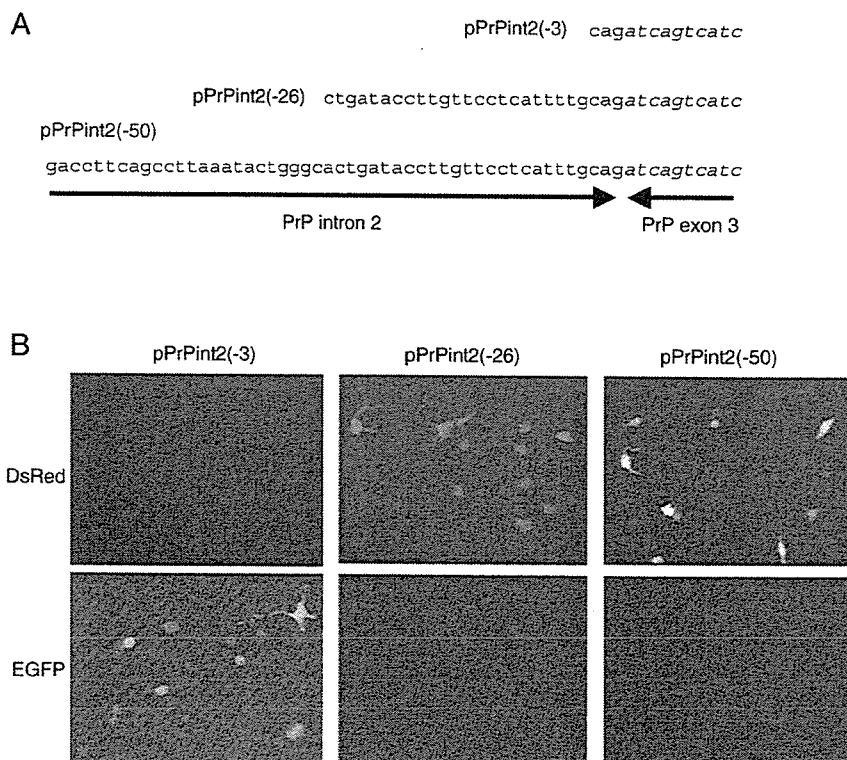 A
pPrPint2(-3) cagatcagtcatc
pPrPint2(-26) ctgataccttgttcctcattttgcagatcagtcatc
pPrPint2(-50)
gaccttcagccttaaatactgggcactgataccttgttcctcatttgcagatcagtcatc
PrP intron 2 PrP exon 3
B
pPrPint2(-3) pPrPint2(-26) pPrPint2(-50)
DsRed
EGFP